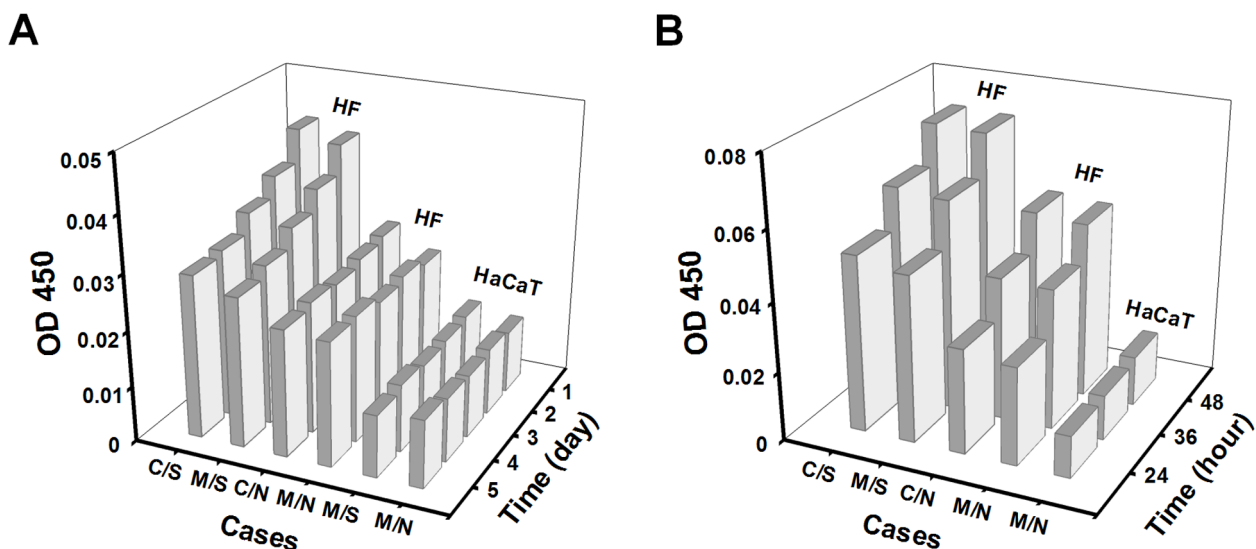 A
HF
HF
HaCaT
0.05
0.04
0.03
0.02
0.01
0
OD 450
C/S
M/S
C/N
M/N
M/S
M/N
Cases
1
2
3
4
5
Time (day)
B
HF
HF
HaCaT
0.08
0.06
0.04
0.02
0
OD 450
C/S
M/S
C/N
M/N
M/N
Cases
48
36
24
Time (hour)